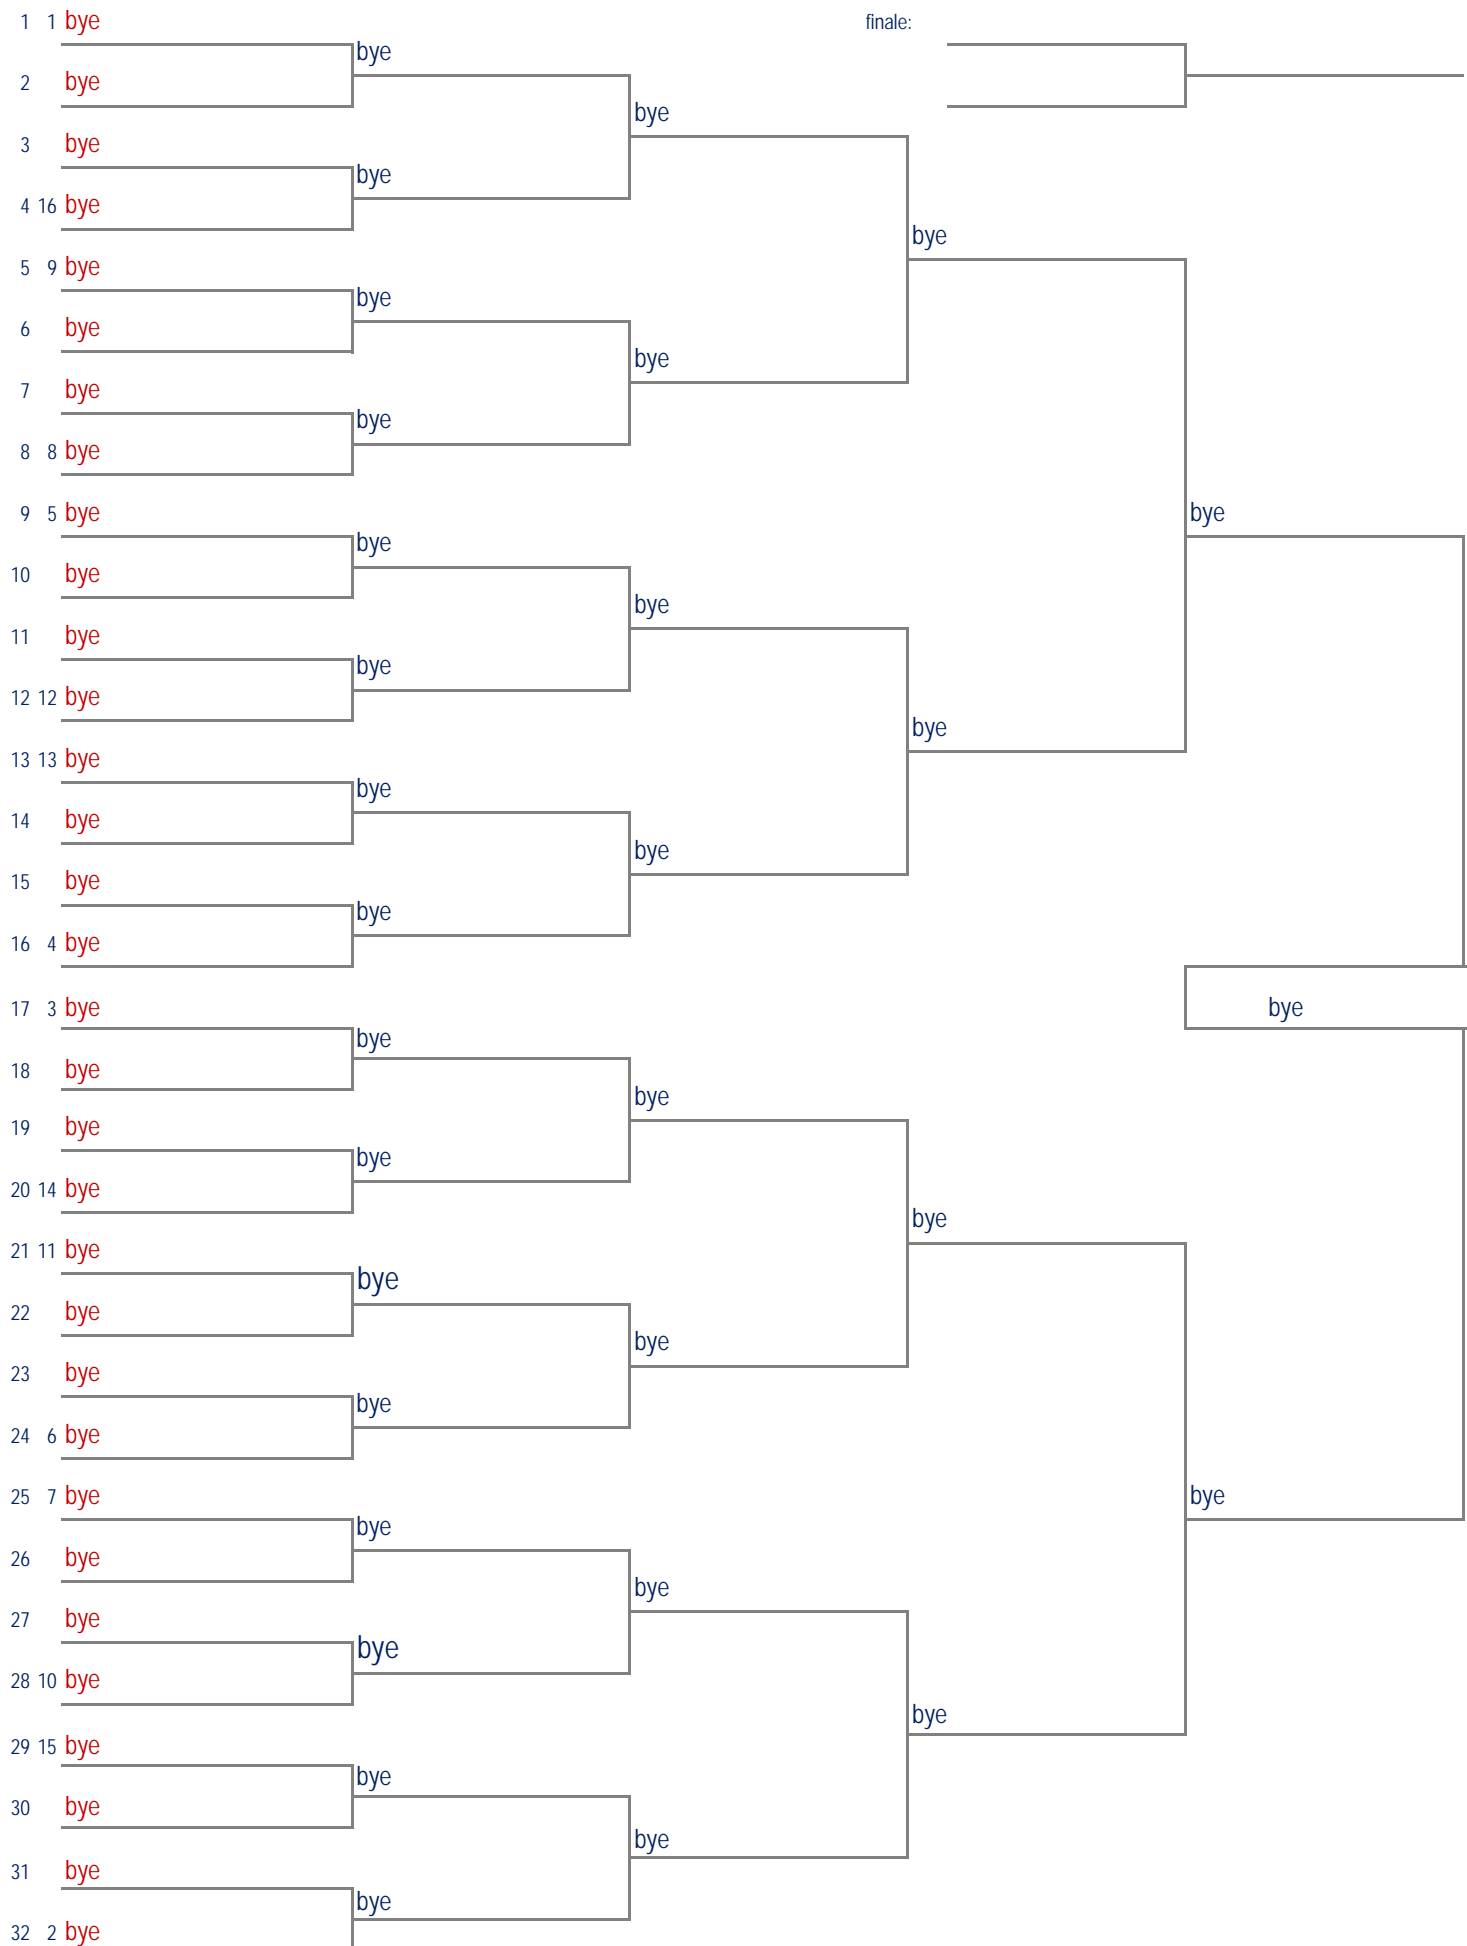 1 1 bye finale:
bye
2 bye
bye
3 bye
bye
4 16 bye
bye
5 9 bye
bye
6 bye
bye
7 bye
bye
8 8 bye
9 5 bye bye
bye
10 bye
bye
11 bye
bye
12 12 bye
bye
13 13 bye
bye
14 bye
bye
15 bye
bye
16 4 bye
17 3 bye bye
bye
18 bye
bye
19 bye
bye
20 14 bye
bye
21 11 bye
bye
22 bye
bye
23 bye
bye
24 6 bye
25 7 bye bye
bye
26 bye
bye
27 bye
bye
28 10 bye
bye
29 15 bye
bye
30 bye
bye
31 bye
bye
32 2 bye